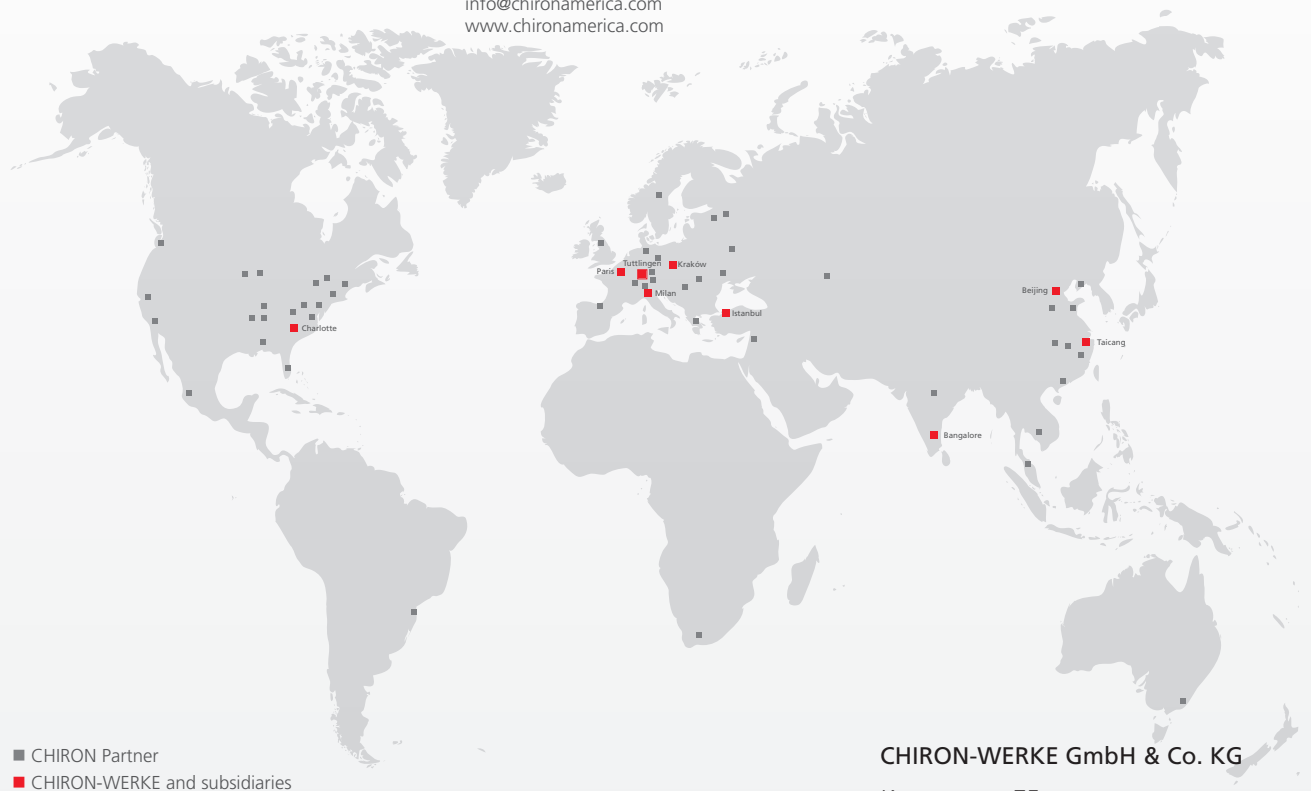 info@chironamerica.com
www.chironamerica.com
Tuttlingen
Kraków
Paris
Milan
Istanbul
Charlotte
Beijing
Taicang
Bangalore
CHIRON Partner
CHIRON-WERKE and subsidiaries
CHIRON-WERKE GmbH & Co. KG